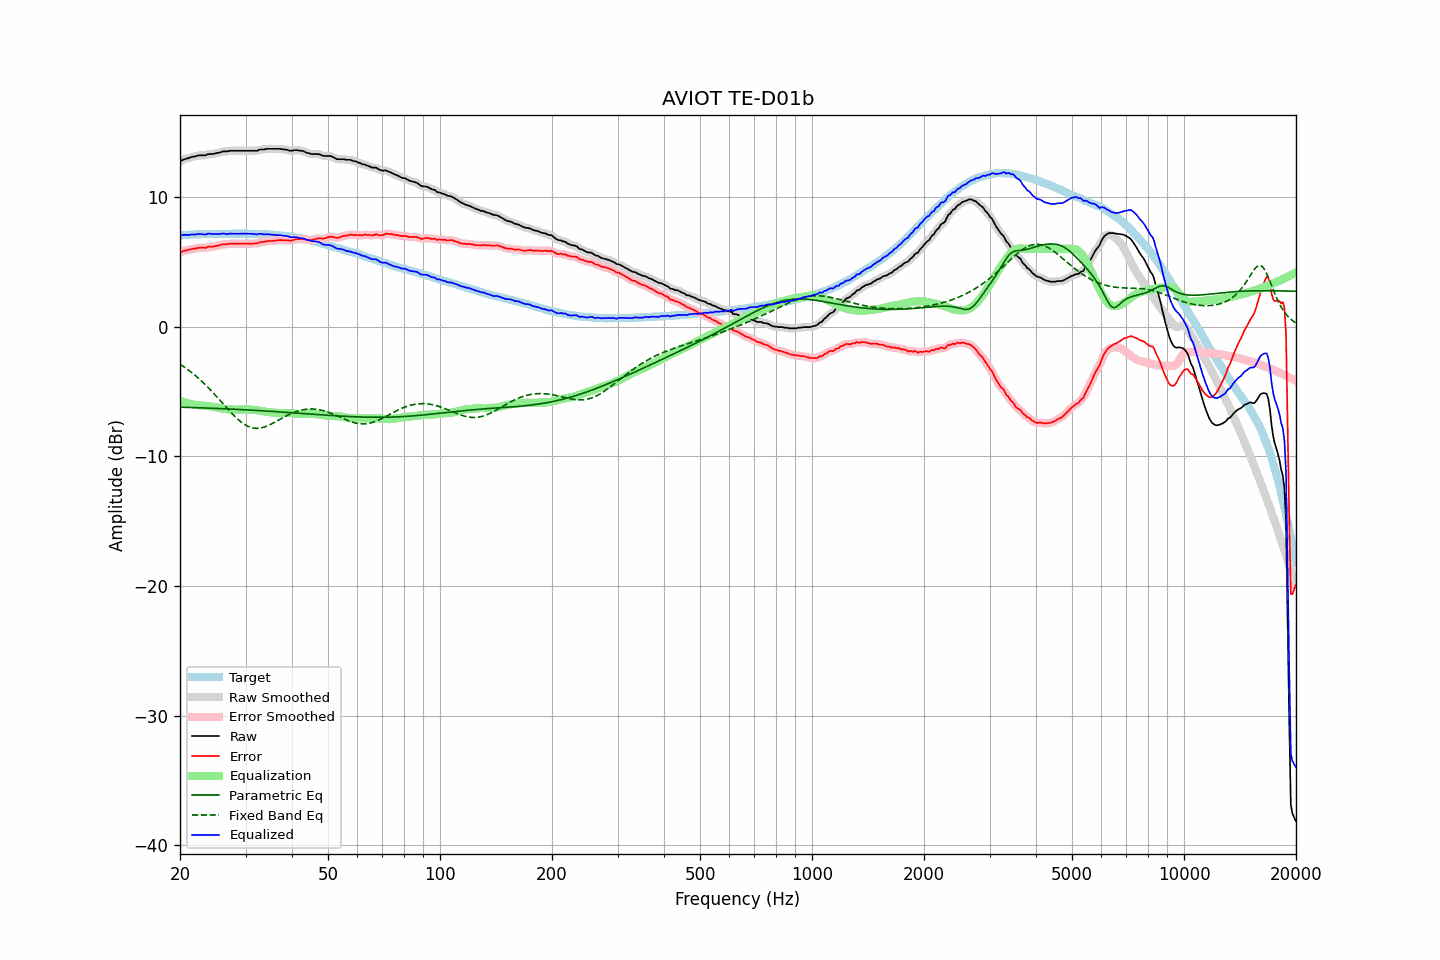 AVIOT TE-D01b
Amplitude (dBr)
10
0
−10
−20
−30
−40
Target
Raw Smoothed
Error Smoothed
Raw
Error
Equalization
Parametric Eq
Fixed Band Eq
Equalized
20 50 100 200 500 1000 2000 5000 10000 20000
Frequency (Hz)